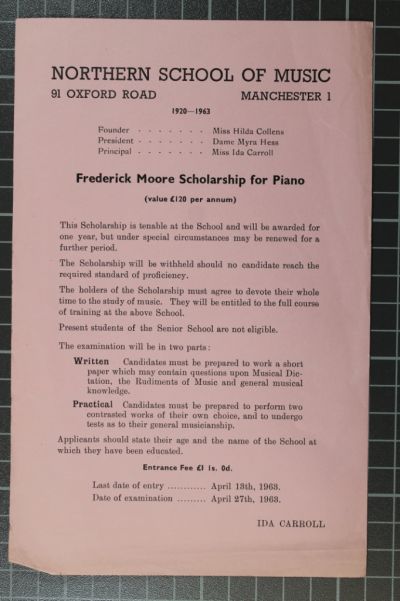 NORTHERN SCHOOL OF MUSIC
91 OXFORD ROAD MANCHESTER 1
1920—1963
Founder - - - - - - - Miss Hilda Collens
President - - - - - - - Dame Myra Hess
Principal - - - - - - - Miss Ida Carroll
Frederick Moore Scholarship for Piano
(value £120 per annum)
This Scholarship is tenable at the School and will be awarded for
one year, but under special circumstances may be renewed for a
further period.
The Scholarship will be withheld should no candidate reach the
required standard of proficiency.
The holders of the Scholarship must agree to devote their whole
time to the study of music. They will be entitled to the full course
of training at the above School.
Present students of the Senior School are not eligible.
The examination will be in two parts:
Written Candidates must be prepared to work a short
paper which may contain questions upon Musical Dic-
tation, the Rudiments of Music and general musical
knowledge.
Practical Candidates must be prepared to perform two
contrasted works of their own choice, and to undergo
tests as to their general musicianship.
Applicants should state their age and the name of the School at
which they have been educated.
Entrance Fee £1 1s. 0d.
Last date of entry ............ April 13th, 1963.
Date of examination ......... April 27th, 1963.
IDA CARROLL